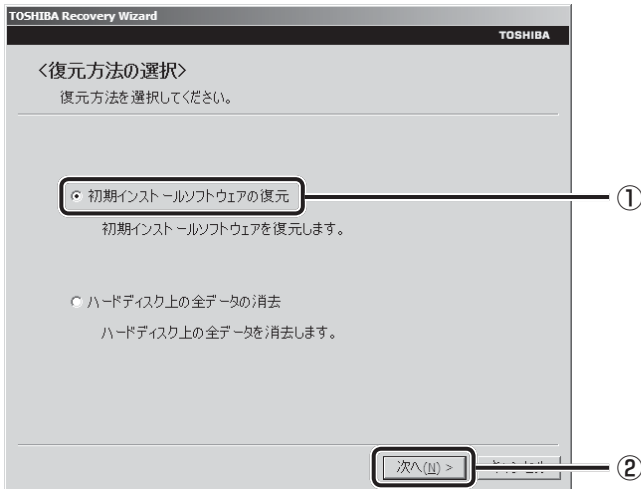 TOSHIBA Recovery Wizard
TOSHIBA
<復元方法の選択>
復元方法を選択してください。
初期インストールソフトウェアの復元
①
初期インストールソフトウェアを復元します。
ハードディスク上の全データの消去
ハードディスク上の全データを消去します。
次へ(N) >
②